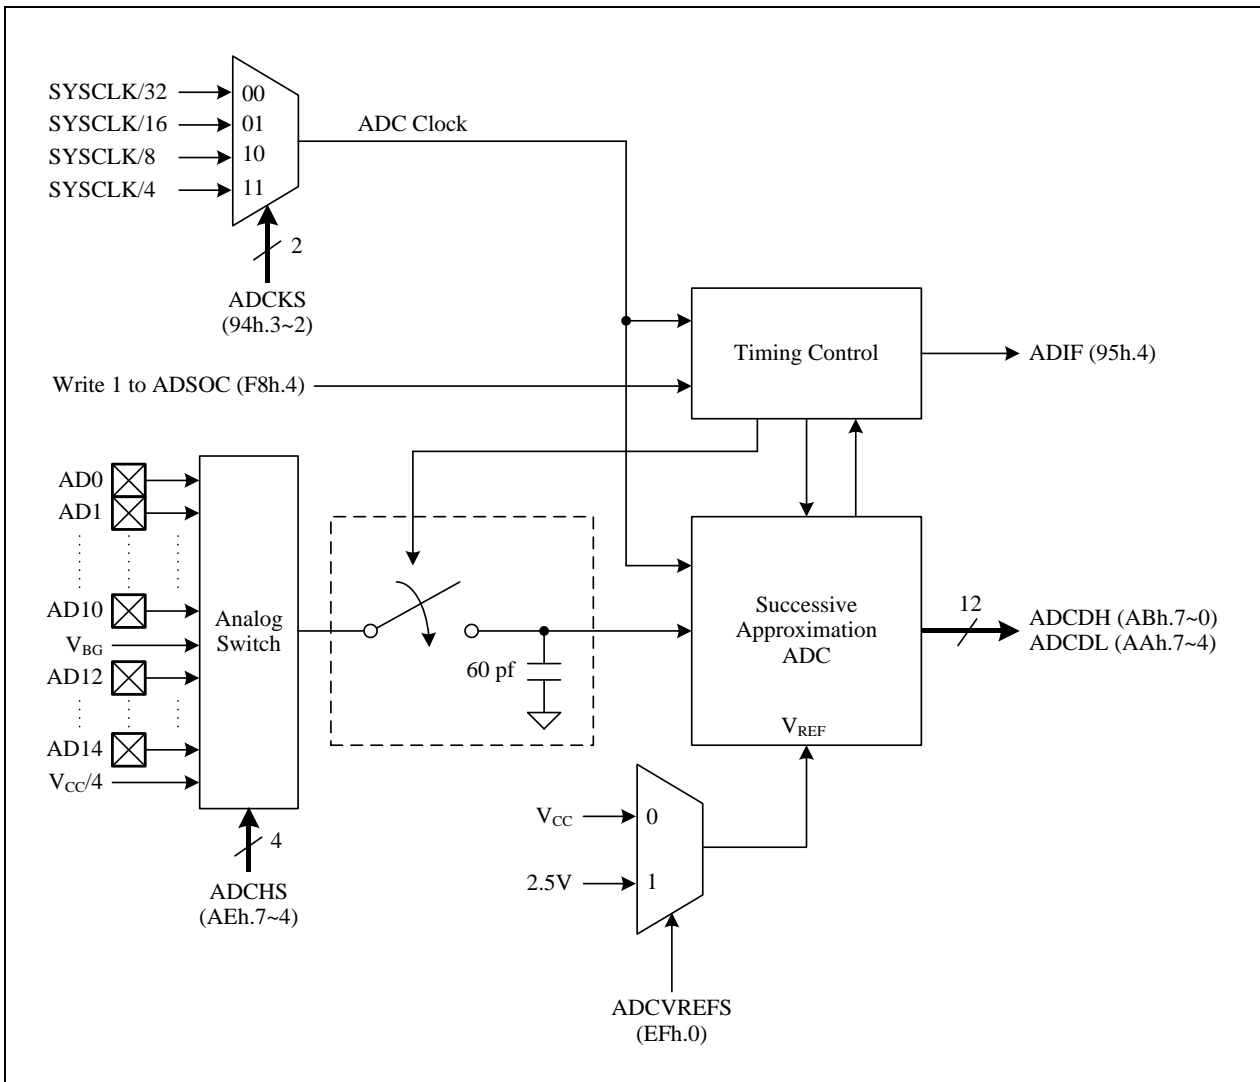 SYSCLK/32
00
SYSCLK/16
01
ADC Clock
SYSCLK/8
10
SYSCLK/4
11
2
ADCKS
(94h.3~2)
Timing Control
ADIF (95h.4)
Write 1 to ADSOC (F8h.4)
AD0
AD1
AD10
V_BG
AD12
AD14
V_CC/4
Analog
Switch
4
ADCHS
(AEh.7~4)
60 pf
Successive
Approximation
ADC
V_REF
12
ADCDH (ABh.7~0)
ADCDL (AAh.7~4)
V_CC
0
2.5V
1
ADCVREFS
(EFh.0)